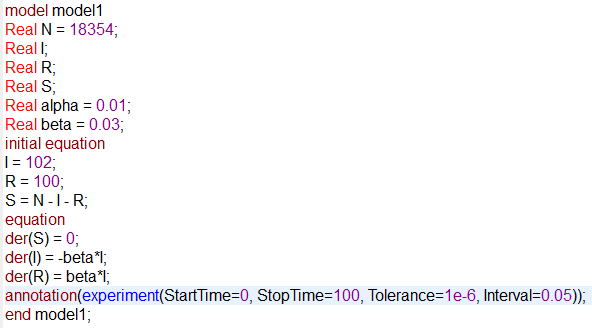 model model1
Real N = 18354;
Real I;
Real R;
Real S;
Real alpha = 0.01;
Real beta = 0.03;
initial equation
I = 102;
R = 100;
S = N - I - R;
equation
der(S) = 0;
der(I) = -beta*I;
der(R) = beta*I;
annotation(experiment(StartTime=0, StopTime=100, Tolerance=1e-6, Interval=0.05));
end model1;